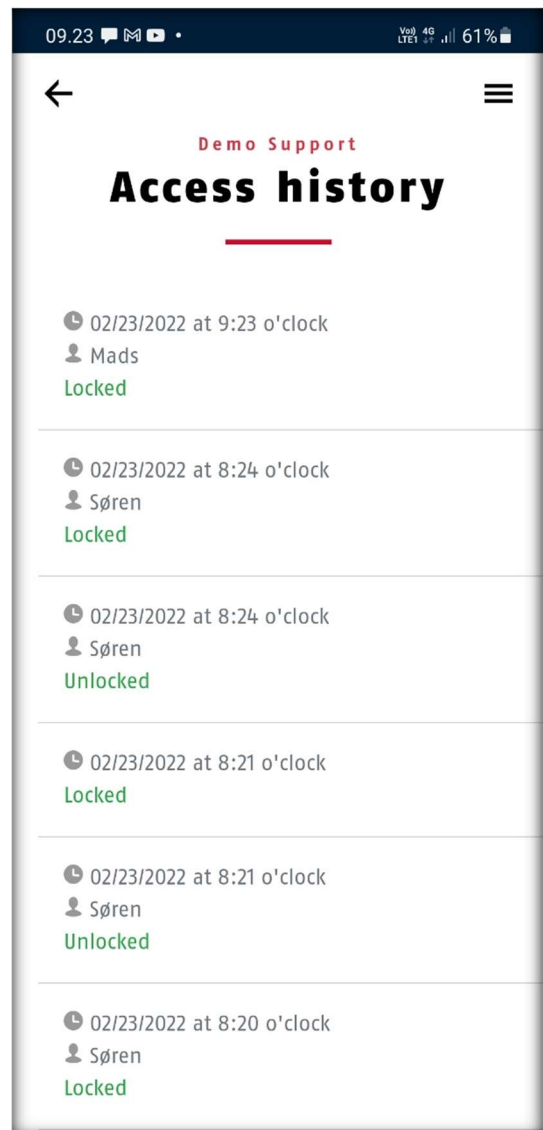 09.23 Vo) 4G LTE1 61%
Demo Support
Access history
02/23/2022 at 9:23 o'clock
Mads
Locked
02/23/2022 at 8:24 o'clock
Søren
Locked
02/23/2022 at 8:24 o'clock
Søren
Unlocked
02/23/2022 at 8:21 o'clock
Locked
02/23/2022 at 8:21 o'clock
Søren
Unlocked
02/23/2022 at 8:20 o'clock
Søren
Locked